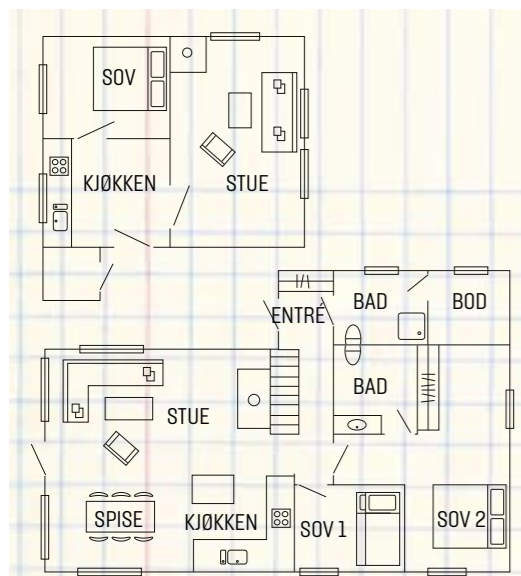 SOV
KJØKKEN
STUE
ENTRÉ
BAD
BOD
BAD
STUE
SPISE
KJØKKEN
SOV 1
SOV 2